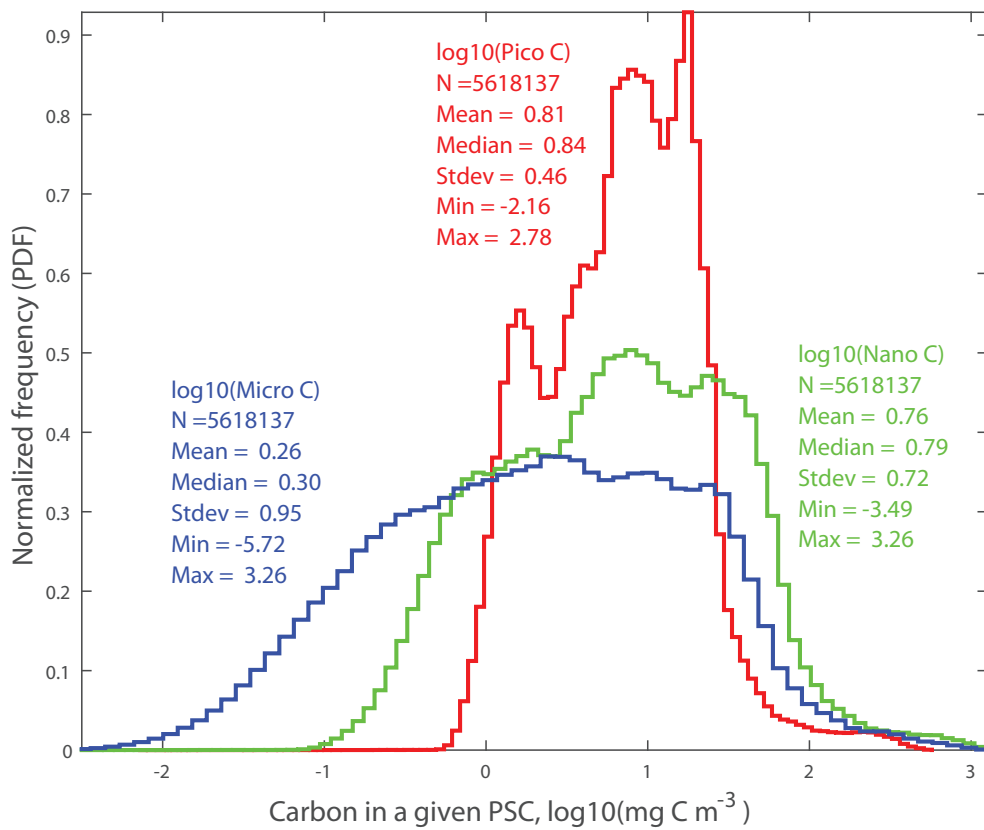 0.9
0.8
0.7
0.6
0.5
0.4
0.3
0.2
0.1
0
Normalized frequency (PDF)
log10(Pico C)
N =5618137
Mean = 0.81
Median = 0.84
Stdev = 0.46
Min = -2.16
Max = 2.78
log10(Micro C)
N =5618137
Mean = 0.26
Median = 0.30
Stdev = 0.95
Min = -5.72
Max = 3.26
log10(Nano C)
N =5618137
Mean = 0.76
Median = 0.79
Stdev = 0.72
Min = -3.49
Max = 3.26
-2 -1 0 1 2 3
Carbon in a given PSC, log10(mg C m-3 )